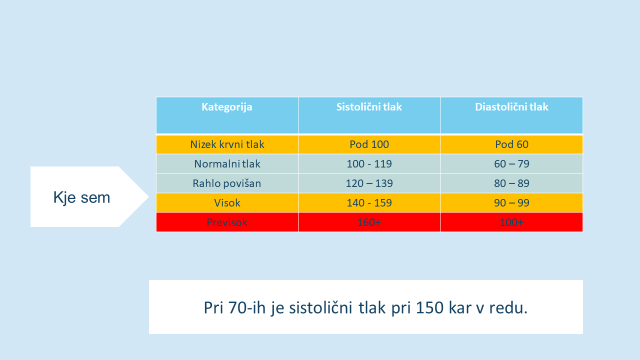 Kategorija Sistolični tlak Diastolični tlak
Nizek krvni tlak Pod 100 Pod 60
Normalni tlak 100 - 119 60 – 79
Rahlo povišan 120 – 139 80 – 89
Visok 140 - 159 90 – 99
160+ 100+
Kje sem
Pri 70-ih je sistolični tlak pri 150 kar v redu.